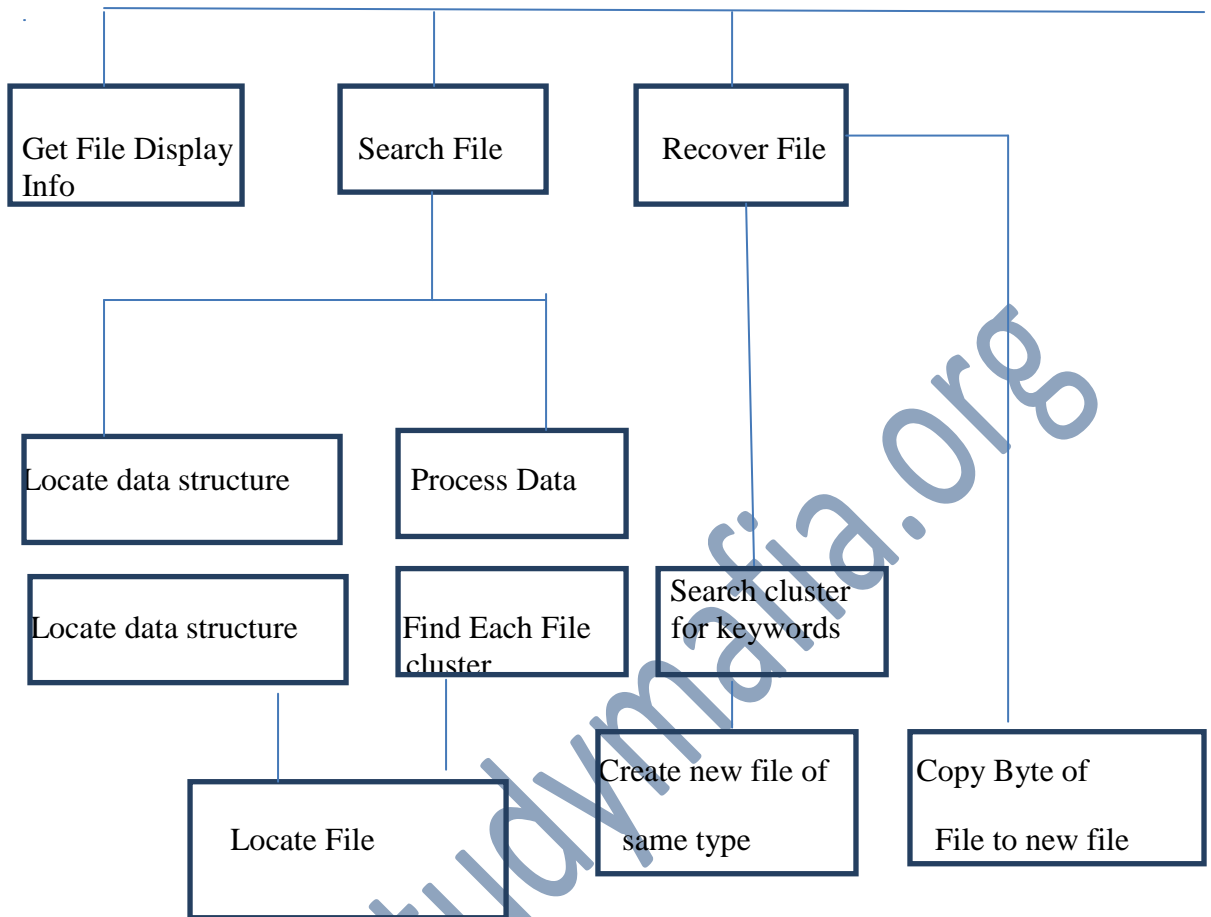 Get File Display
Info
Search File
Recover File
Locate data structure
Process Data
Locate data structure
Find Each File
cluster
Search cluster
for keywords
Locate File
Create new file of
same type
Copy Byte of
File to new file
tudymafia.org